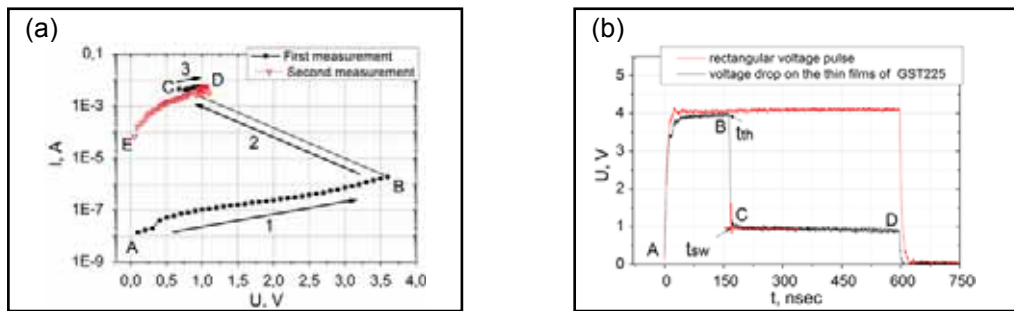 (a)
0,1
1E-3
1E-5
1E-7
1E-9
I, A
0,0 0,5 1,0 1,5 2,0 2,5 3,0 3,5 4,0
U, V
First measurement
Second measurement
3
C D
E
2
B
1
A
(b)
rectangular voltage pulse
voltage drop on the thin films of GST225
5
4
3
2
1
0
U, V
0 150 300 450 600 750
t, nsec
B
tth
C
D
tsw
A